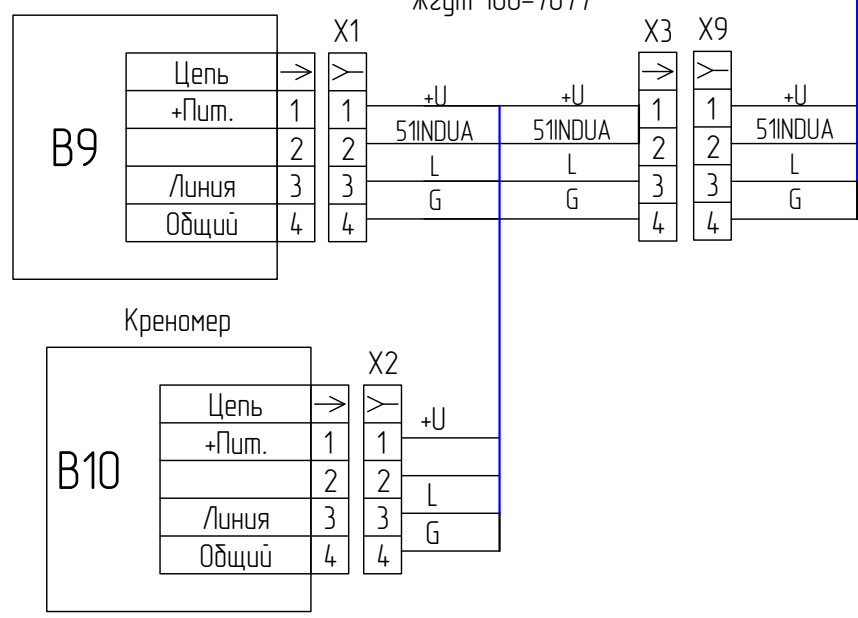 X1 X3 X9
Цепь
+Пит. 1 1 +U +U 1 1 +U
B9
2 2 51INDUA 51INDUA 2 2 51INDUA
Линия 3 3 L L 3 3 L
Общий 4 4 G G 4 4 G
Креномер
X2
Цепь
+Пит. 1 1 +U
B10
2 2
Линия 3 3 L
Общий 4 4 G